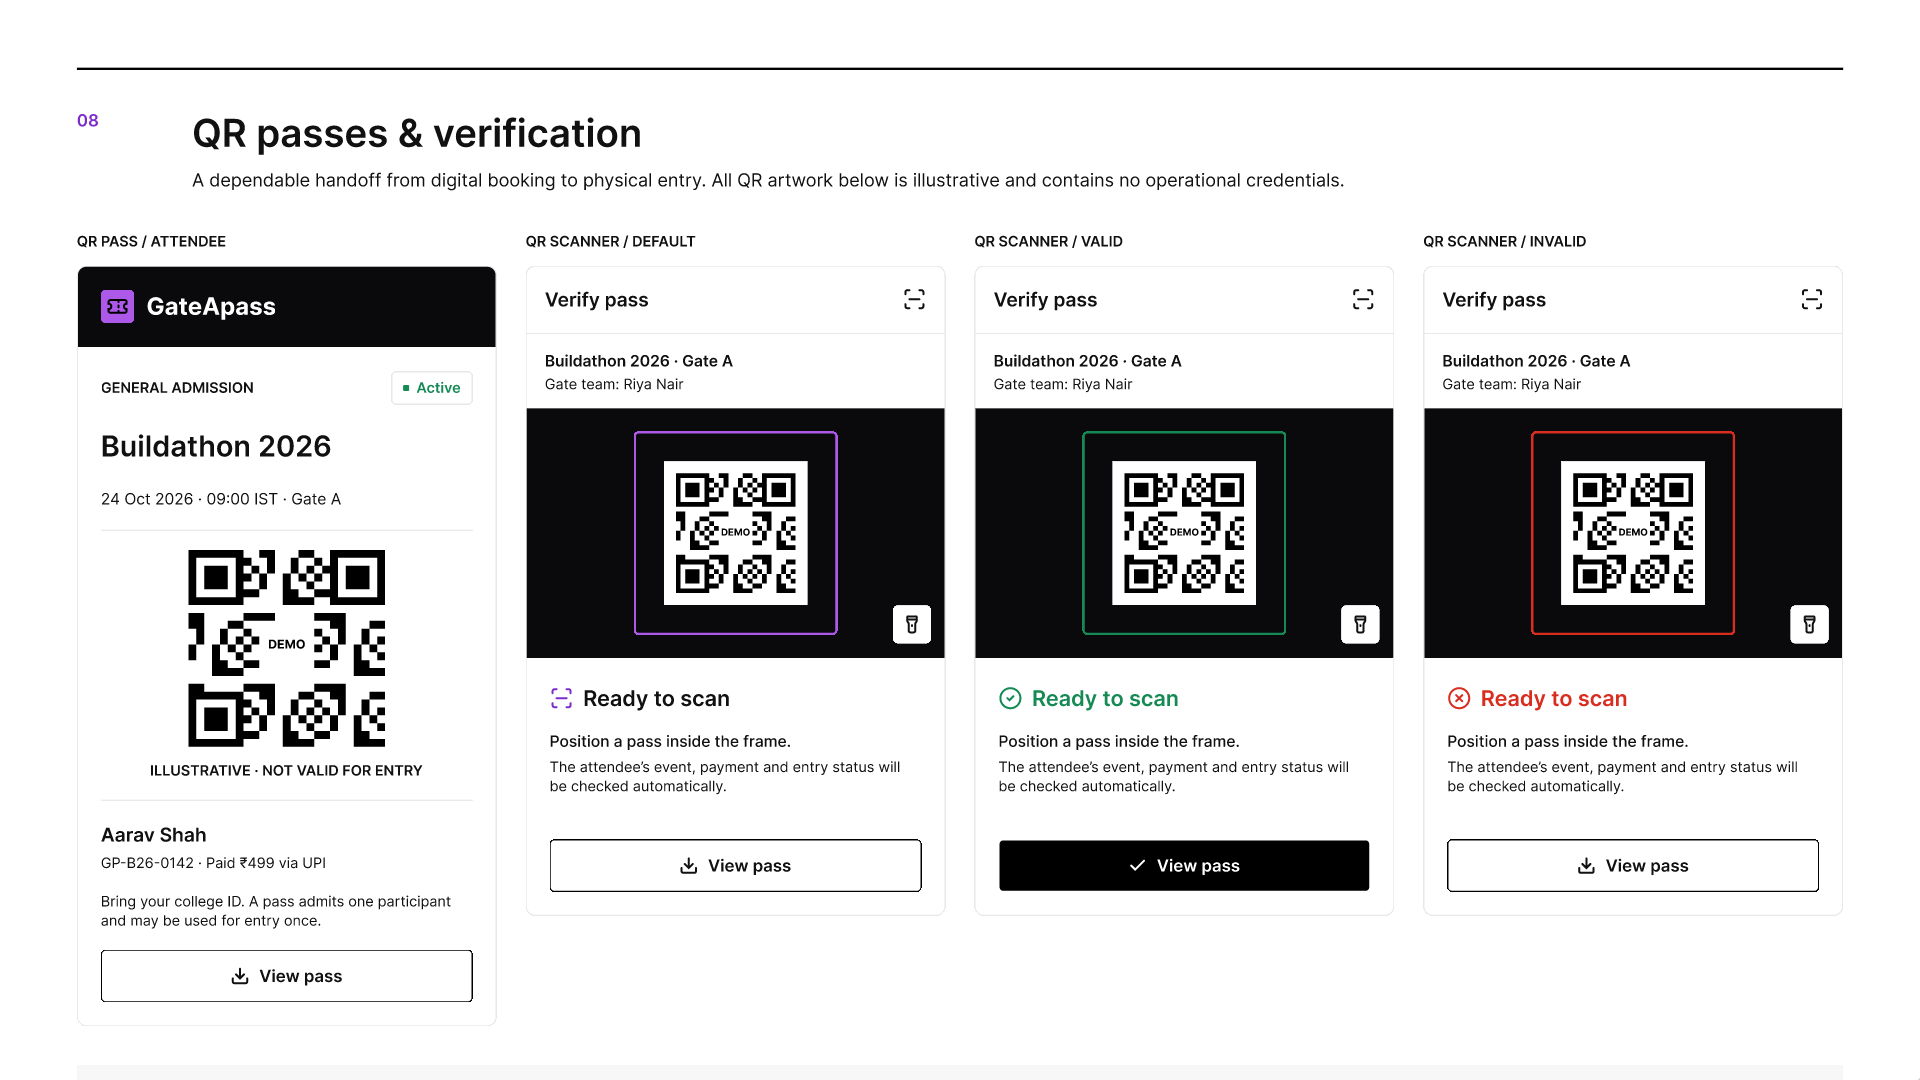 08
QR passes & verification
A dependable handoff from digital booking to physical entry. All QR artwork below is illustrative and contains no operational credentials.
QR PASS / ATTENDEE
GateApass
GENERAL ADMISSION
Active
Buildathon 2026
24 Oct 2026 · 09:00 IST · Gate A
DEMO
ILLUSTRATIVE · NOT VALID FOR ENTRY
Aarav Shah
GP-B26-0142 · Paid ₹499 via UPI
Bring your college ID. A pass admits one participant
and may be used for entry once.
View pass
QR SCANNER / DEFAULT
Verify pass
Buildathon 2026 · Gate A
Gate team: Riya Nair
DEMO
Ready to scan
Position a pass inside the frame.
The attendee’s event, payment and entry status will
be checked automatically.
View pass
QR SCANNER / VALID
Verify pass
Buildathon 2026 · Gate A
Gate team: Riya Nair
DEMO
Ready to scan
Position a pass inside the frame.
The attendee’s event, payment and entry status will
be checked automatically.
View pass
QR SCANNER / INVALID
Verify pass
Buildathon 2026 · Gate A
Gate team: Riya Nair
DEMO
Ready to scan
Position a pass inside the frame.
The attendee’s event, payment and entry status will
be checked automatically.
View pass